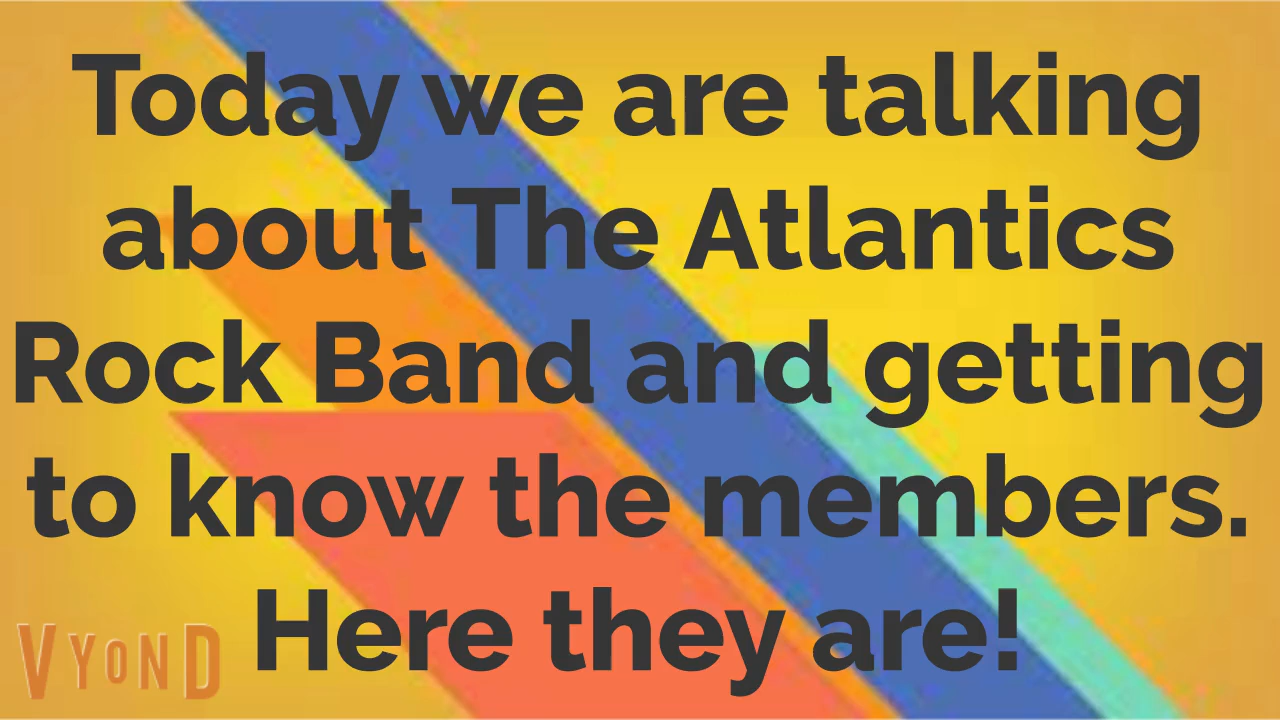 Today we are talking
about The Atlantics
Rock Band and getting
to know the members.
Here they are!
VYOND